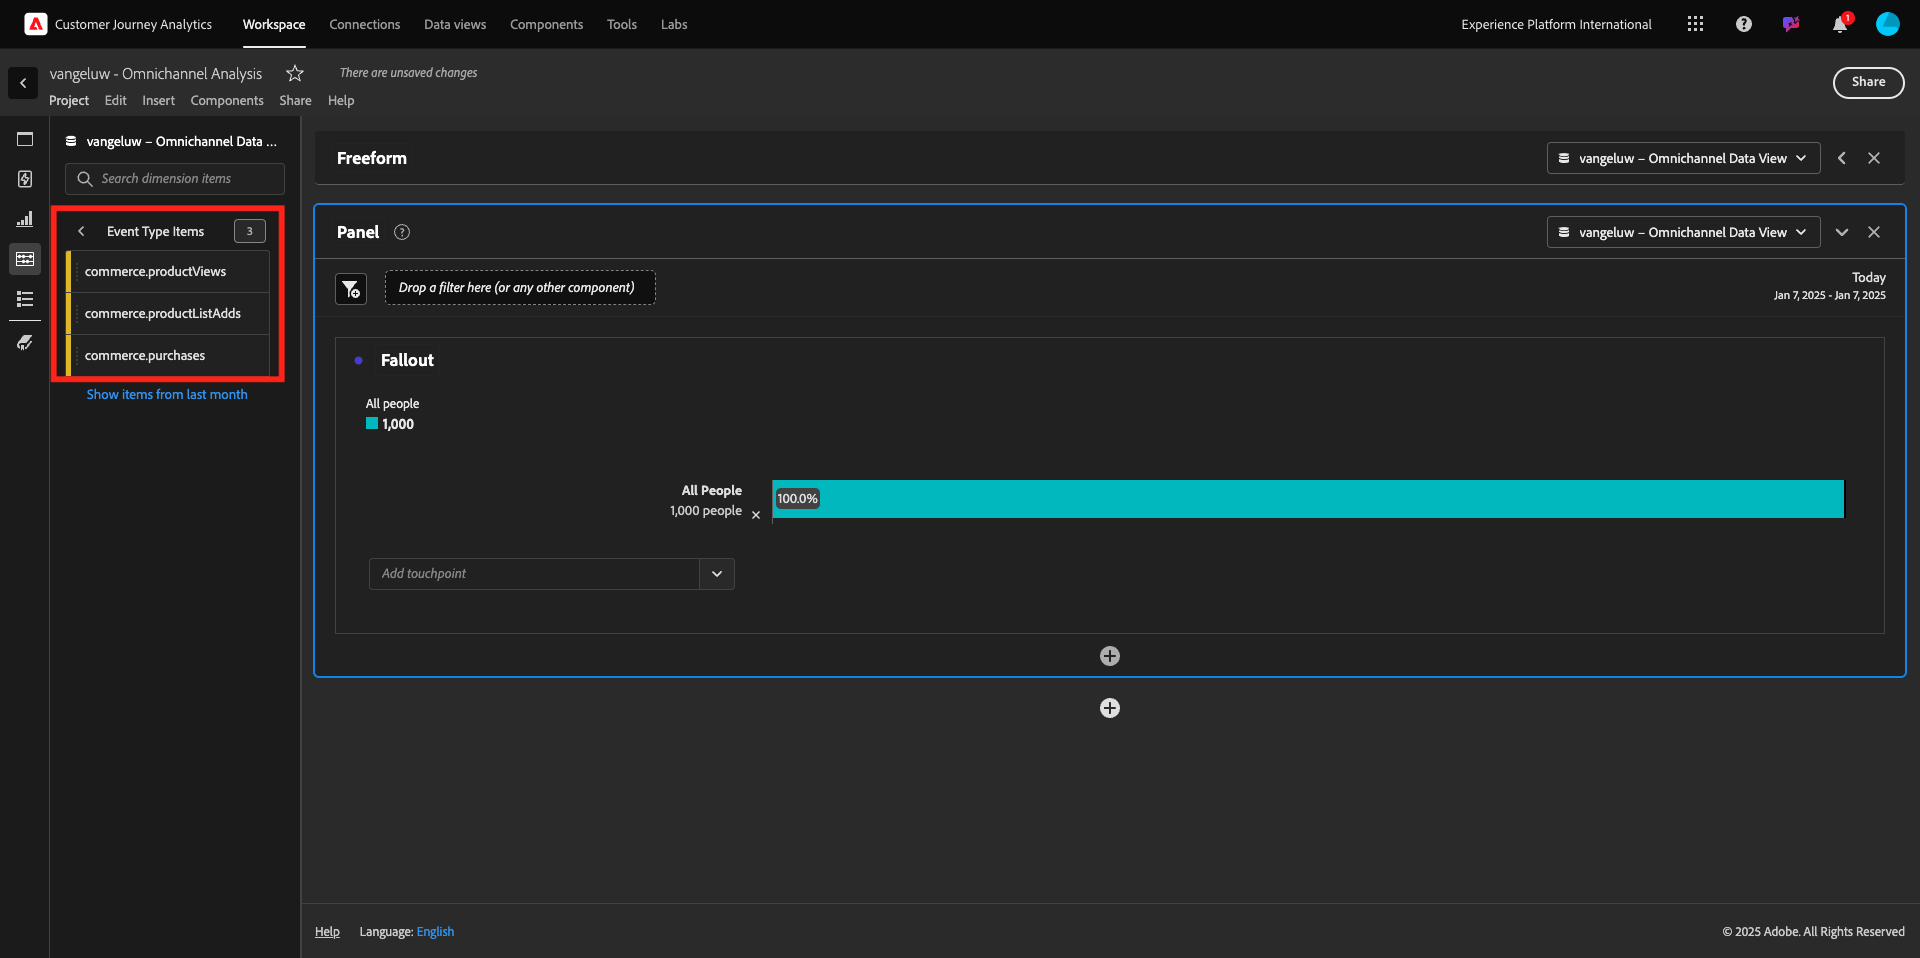 Customer Journey Analytics
Workspace
Connections
Data views
Components
Tools
Labs
Experience Platform International
1
vangeluw - Omnichannel Analysis
There are unsaved changes
Project
Edit
Insert
Components
Share
Help
Share
vangeluw – Omnichannel Data ...
Search dimension items
Event Type Items
3
commerce.productViews
commerce.productListAdds
commerce.purchases
Show items from last month
Freeform
vangeluw – Omnichannel Data View
Panel
vangeluw – Omnichannel Data View
Drop a filter here (or any other component)
Today
Jan 7, 2025 - Jan 7, 2025
Fallout
All people
1,000
All People
1,000 people
100.0%
Add touchpoint
Help
Language: English
© 2025 Adobe. All Rights Reserved